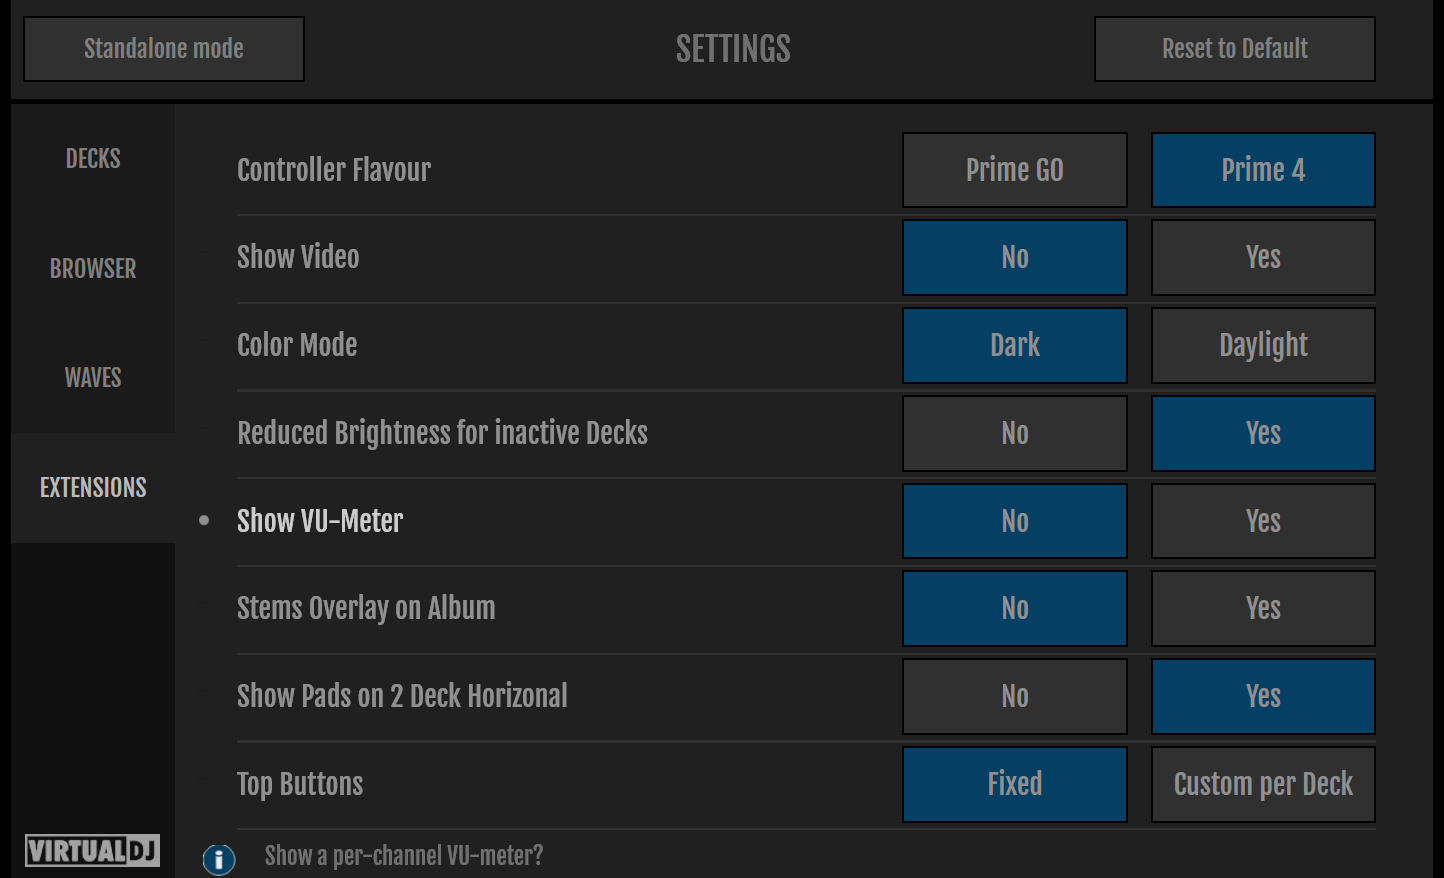 Standalone mode
SETTINGS
Reset to Default
DECKS
BROWSER
WAVES
EXTENSIONS
Controller Flavour
Prime GO
Prime 4
Show Video
No
Yes
Color Mode
Dark
Daylight
Reduced Brightness for inactive Decks
No
Yes
Show VU-Meter
No
Yes
Stems Overlay on Album
No
Yes
Show Pads on 2 Deck Horizonal
No
Yes
Top Buttons
Fixed
Custom per Deck
VIRTUALDJ
i
Show a per-channel VU-meter?